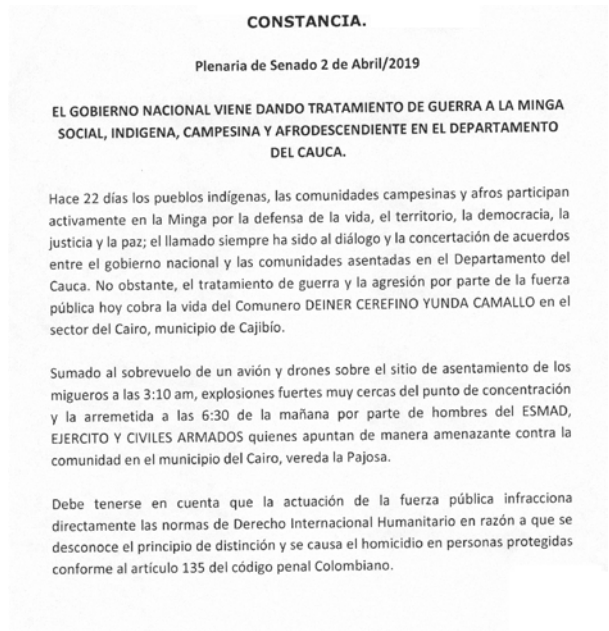 CONSTANCIA.
Plenaria de Senado 2 de Abril/2019
EL GOBIERNO NACIONAL VIENE DANDO TRATAMIENTO DE GUERRA A LA MINGA
SOCIAL, INDIGENA, CAMPESINA Y AFRODESCENDIENTE EN EL DEPARTAMENTO
DEL CAUCA.
Hace 22 días los pueblos indígenas, las comunidades campesinas y afros participan
activamente en la Minga por la defensa de la vida, el territorio, la democracia, la
justicia y la paz; el llamado siempre ha sido al diálogo y la concertación de acuerdos
entre el gobierno nacional y las comunidades asentadas en el Departamento del
Cauca. No obstante, el tratamiento de guerra y la agresión por parte de la fuerza
pública hoy cobra la vida del Comunero DEINER CEREFINO YUNDA CAMALLO en el
sector del Cairo, municipio de Cajibío.
Sumado al sobrevuelo de un avión y drones sobre el sitio de asentamiento de los
migueros a las 3:10 am, explosiones fuertes muy cercas del punto de concentración
y la arremetida a las 6:30 de la mañana por parte de hombres del ESMAD,
EJERCITO Y CIVILES ARMADOS quienes apuntan de manera amenazante contra la
comunidad en el municipio del Cairo, vereda la Pajosa.
Debe tenerse en cuenta que la actuación de la fuerza pública infracciona
directamente las normas de Derecho Internacional Humanitario en razón a que se
desconoce el principio de distinción y se causa el homicidio en personas protegidas
conforme al artículo 135 del código penal Colombiano.